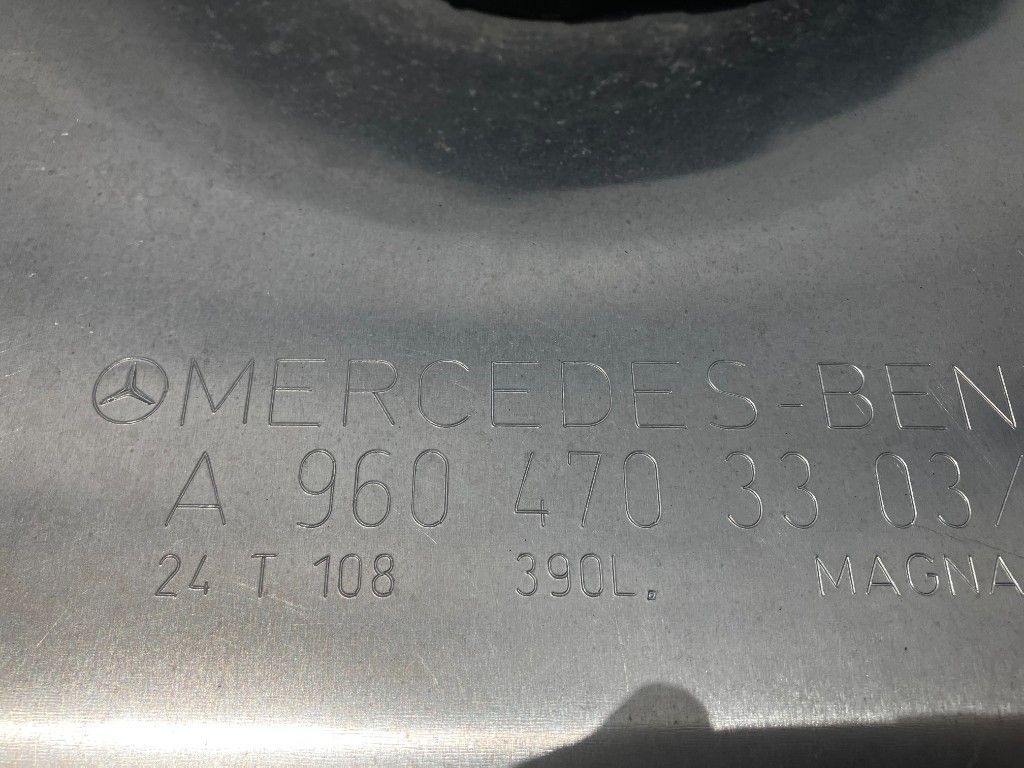 MERCEDES-BEN
A 960 470 33 03/
24 T 108 390L. MAGNA